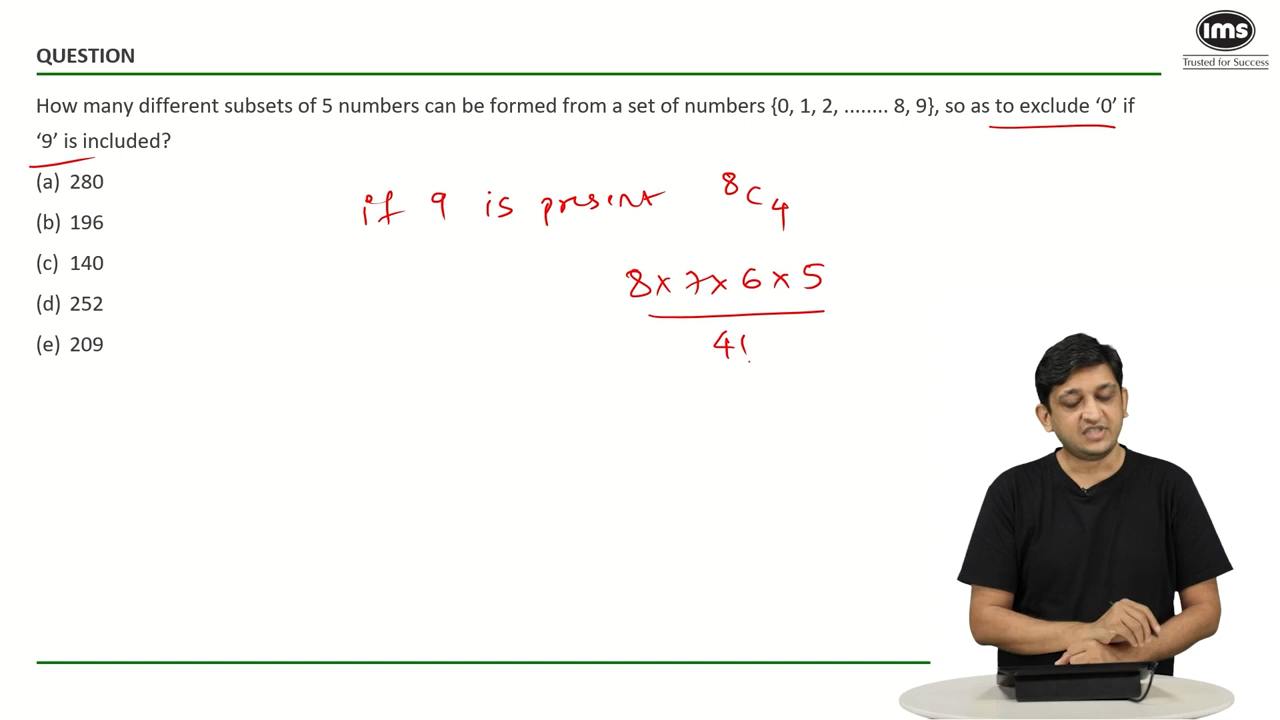 ims
Trusted for Success
QUESTION
How many different subsets of 5 numbers can be formed from a set of numbers {0, 1, 2, ........ 8, 9}, so as to exclude ‘0’ if
‘9’ is included?
(a) 280
(b) 196
(c) 140
(d) 252
(e) 209
if 9 is present ⁸C₄
8 x 7 x 6 x 5
4!